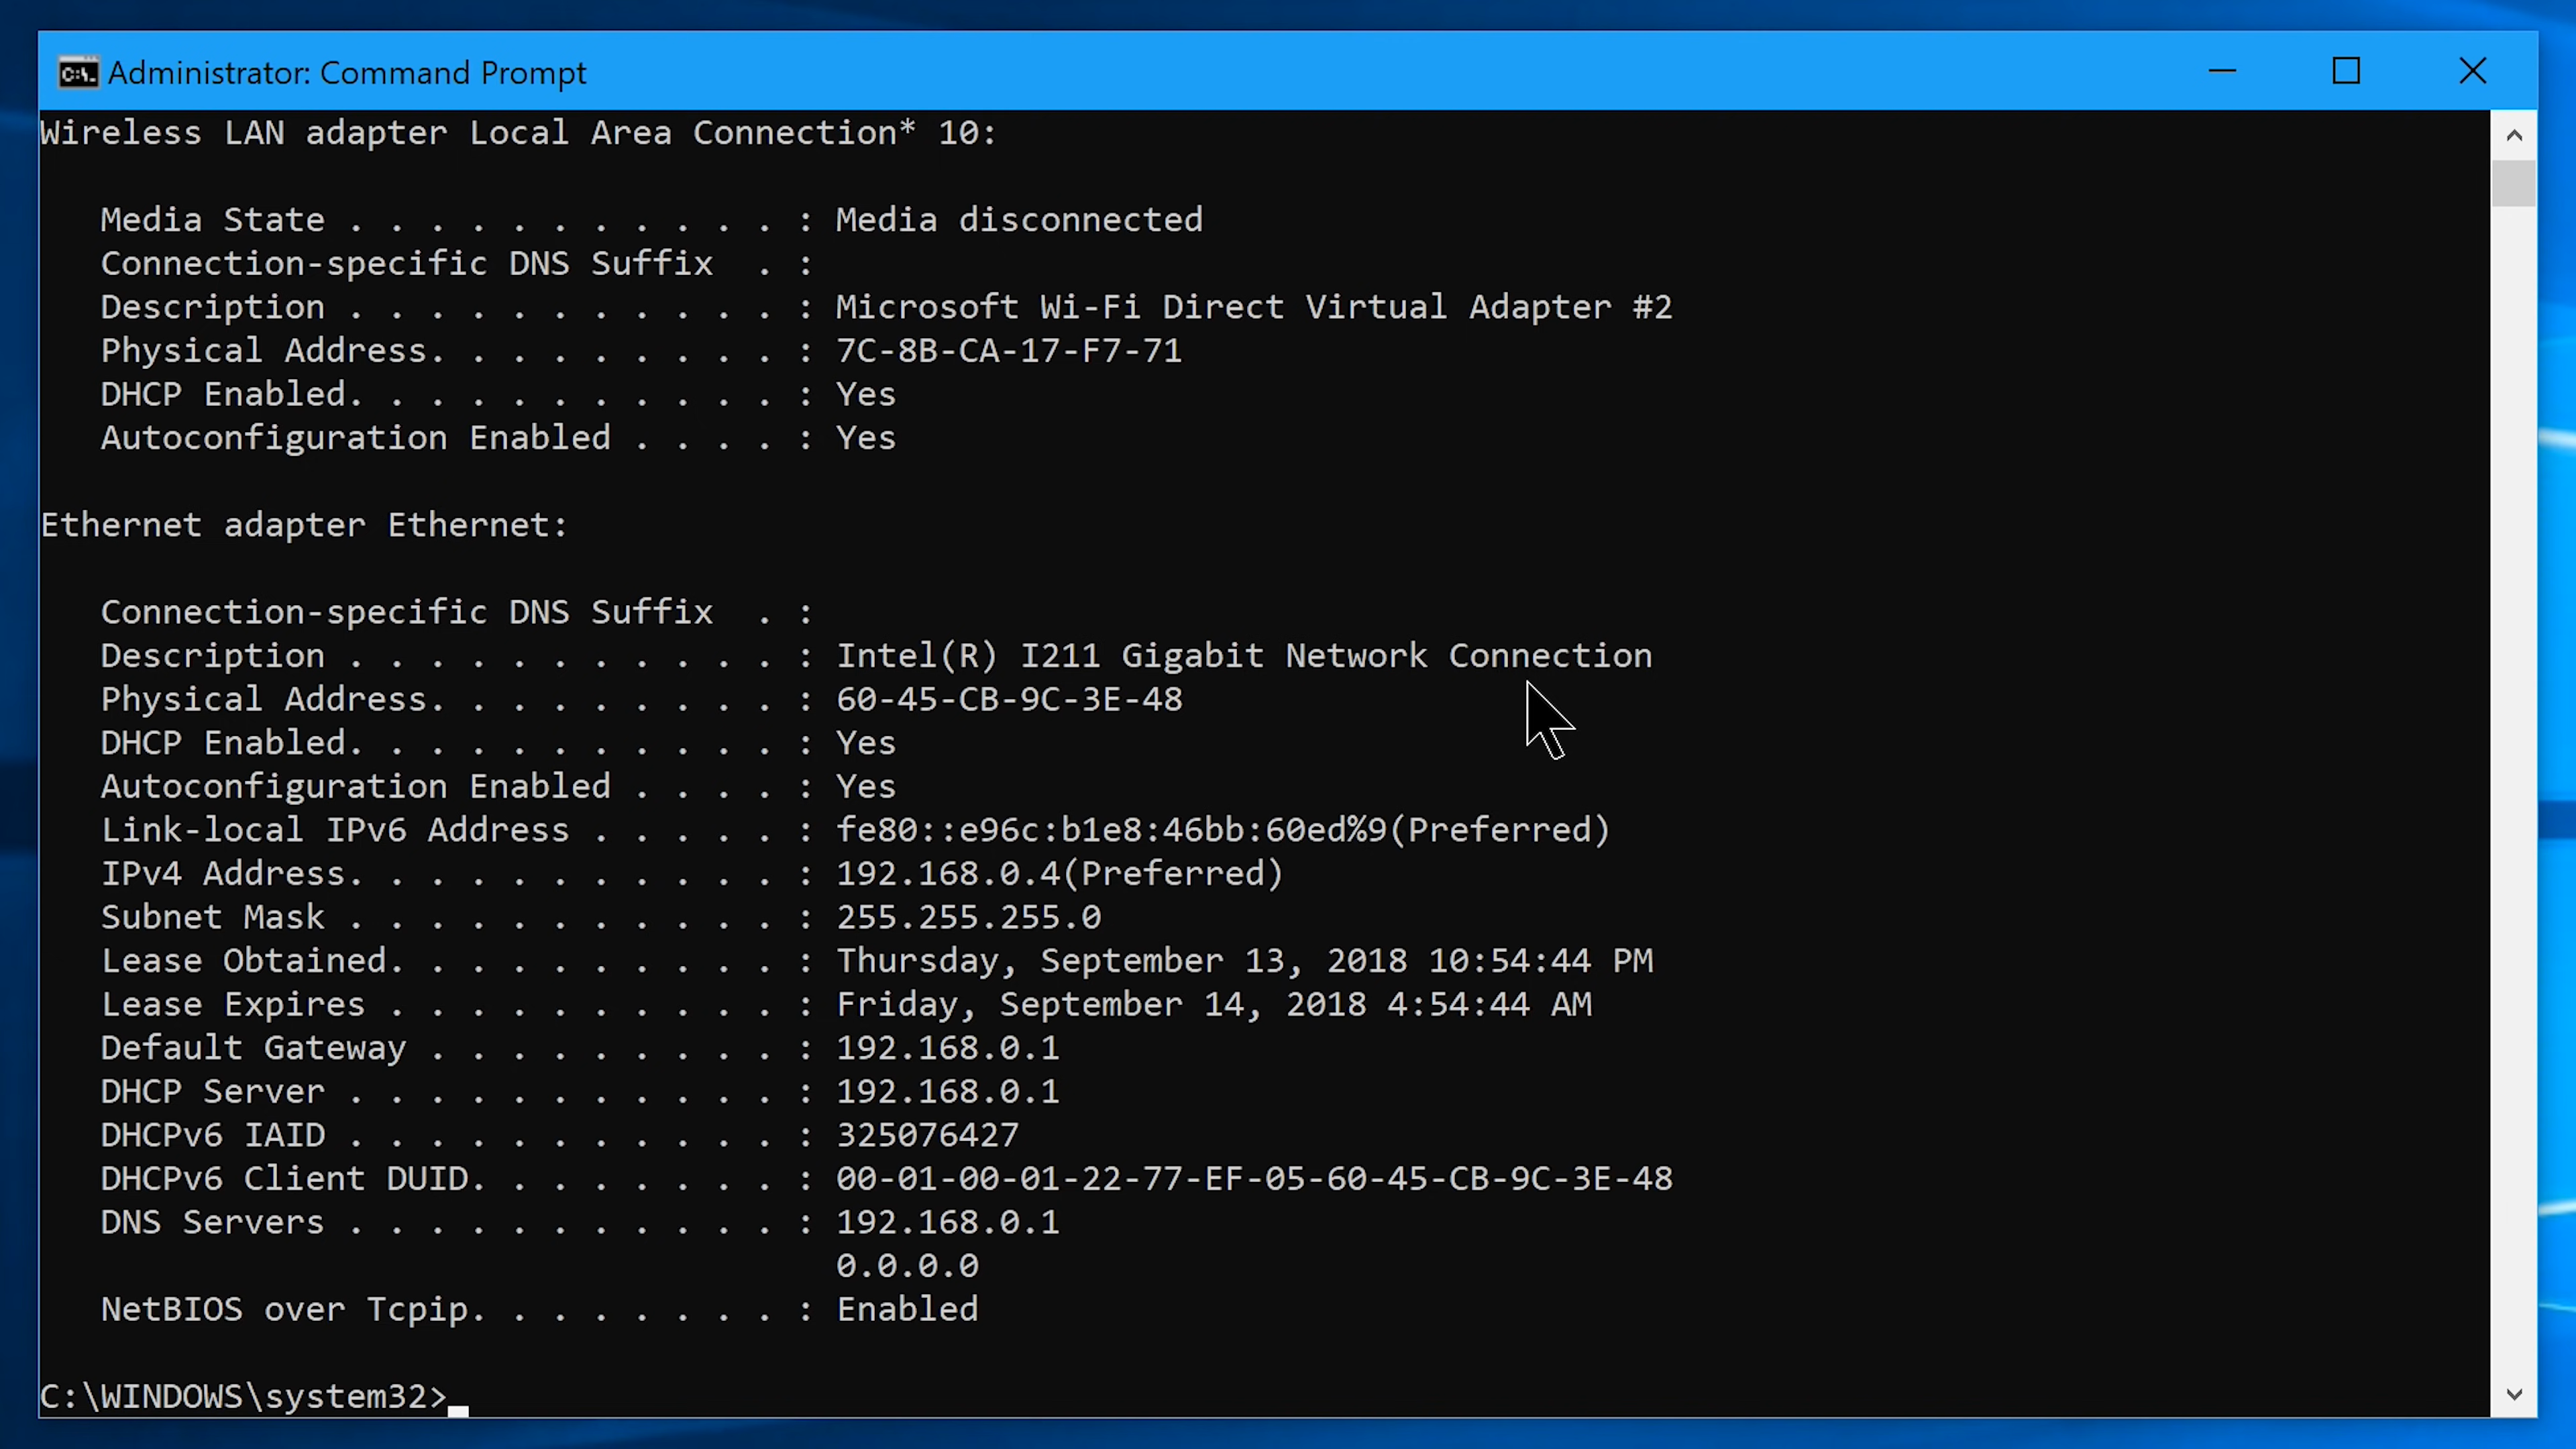 Administrator: Command Prompt
Wireless LAN adapter Local Area Connection* 10:
Media State . . . . . . . . . . . : Media disconnected
Connection-specific DNS Suffix  . :
Description . . . . . . . . . . . : Microsoft Wi-Fi Direct Virtual Adapter #2
Physical Address. . . . . . . . . : 7C-8B-CA-17-F7-71
DHCP Enabled. . . . . . . . . . . : Yes
Autoconfiguration Enabled . . . . : Yes
Ethernet adapter Ethernet:
Connection-specific DNS Suffix  . :
Description . . . . . . . . . . . : Intel(R) I211 Gigabit Network Connection
Physical Address. . . . . . . . . : 60-45-CB-9C-3E-48
DHCP Enabled. . . . . . . . . . . : Yes
Autoconfiguration Enabled . . . . : Yes
Link-local IPv6 Address . . . . . : fe80::e96c:b1e8:46bb:60ed%9(Preferred)
IPv4 Address. . . . . . . . . . . : 192.168.0.4(Preferred)
Subnet Mask . . . . . . . . . . . : 255.255.255.0
Lease Obtained. . . . . . . . . . : Thursday, September 13, 2018 10:54:44 PM
Lease Expires . . . . . . . . . . : Friday, September 14, 2018 4:54:44 AM
Default Gateway . . . . . . . . . : 192.168.0.1
DHCP Server . . . . . . . . . . . : 192.168.0.1
DHCPv6 IAID . . . . . . . . . . . : 325076427
DHCPv6 Client DUID. . . . . . . . : 00-01-00-01-22-77-EF-05-60-45-CB-9C-3E-48
DNS Servers . . . . . . . . . . . : 192.168.0.1
0.0.0.0
NetBIOS over Tcpip. . . . . . . . : Enabled
C:\WINDOWS\system32>